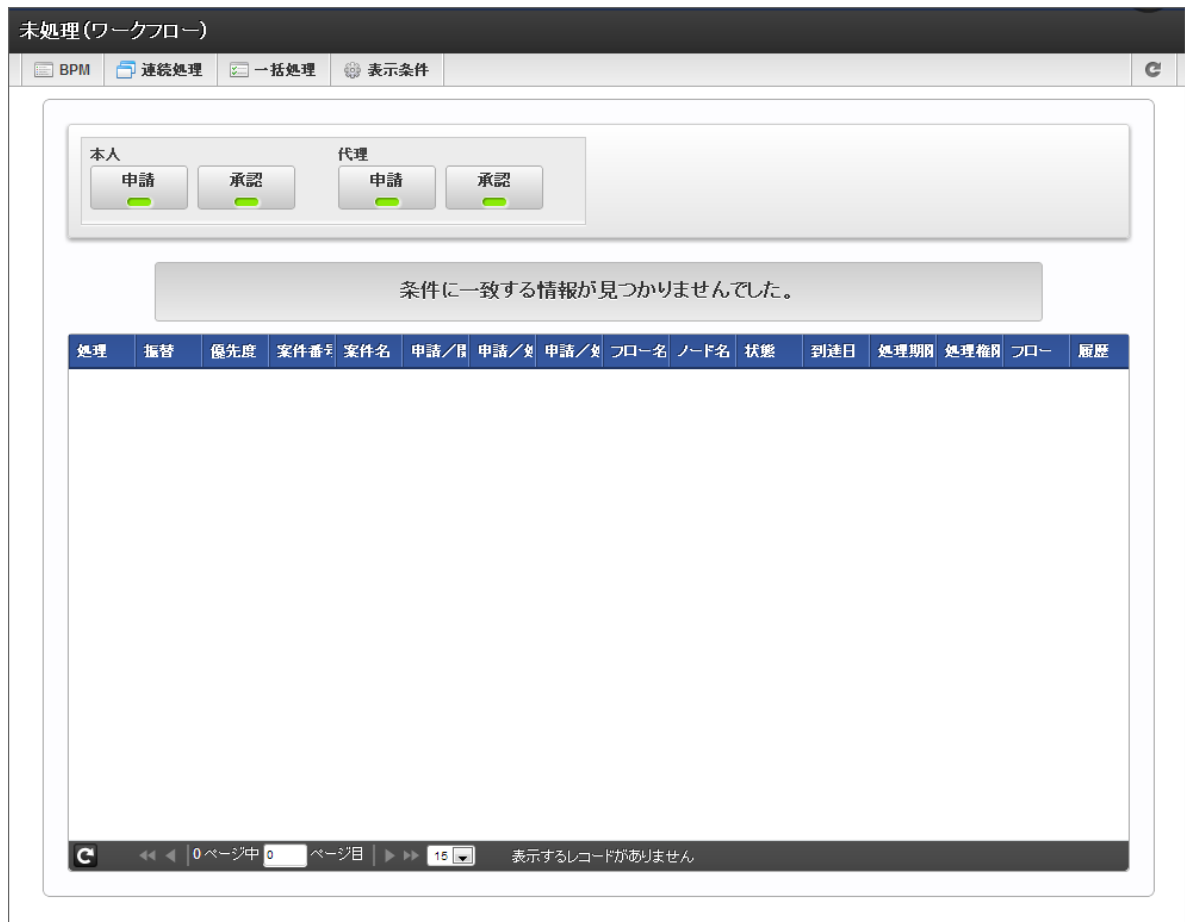 未処理(ワークフロー)
BPM 連続処理 一括処理 表示条件
本人 代理
申請 承認 申請 承認
条件に一致する情報が見つかりませんでした。
処理 振替 優先度 案件番号 案件名 申請/ 申請/ 申請/ フロー名 ノード名 状態 到達日 処理期限 処理権限 フロー 履歴
0 ページ中 0 ページ目 15 表示するレコードがありません